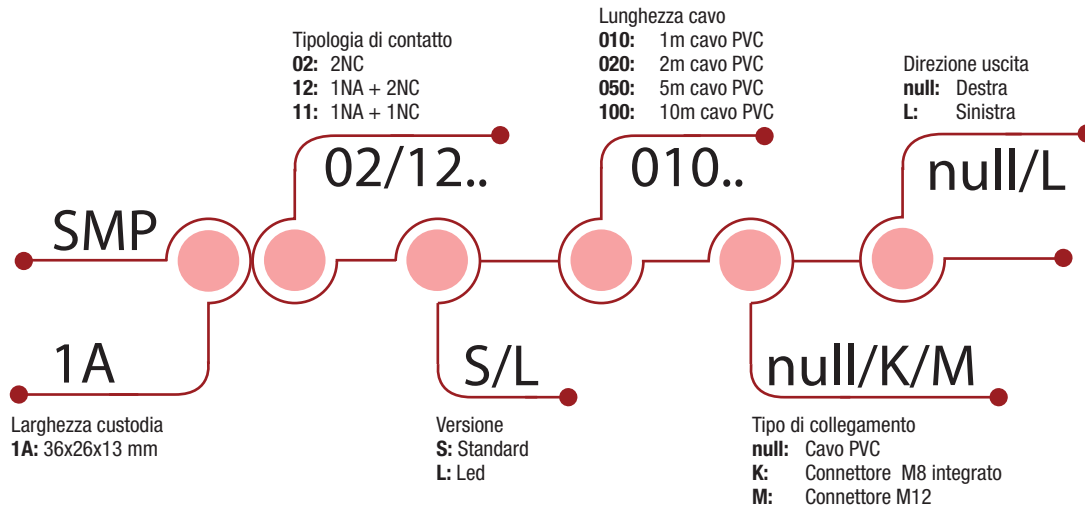 Tipologia di contatto
02: 2NC
12: 1NA + 2NC
11: 1NA + 1NC
Lunghezza cavo
010: 1m cavo PVC
020: 2m cavo PVC
050: 5m cavo PVC
100: 10m cavo PVC
Direzione uscita
null: Destra
L: Sinistra
02/12..
010..
null/L
SMP
1A
S/L
null/K/M
Larghezza custodia
1A: 36x26x13 mm
Versione
S: Standard
L: Led
Tipo di collegamento
null: Cavo PVC
K: Connettore M8 integrato
M: Connettore M12